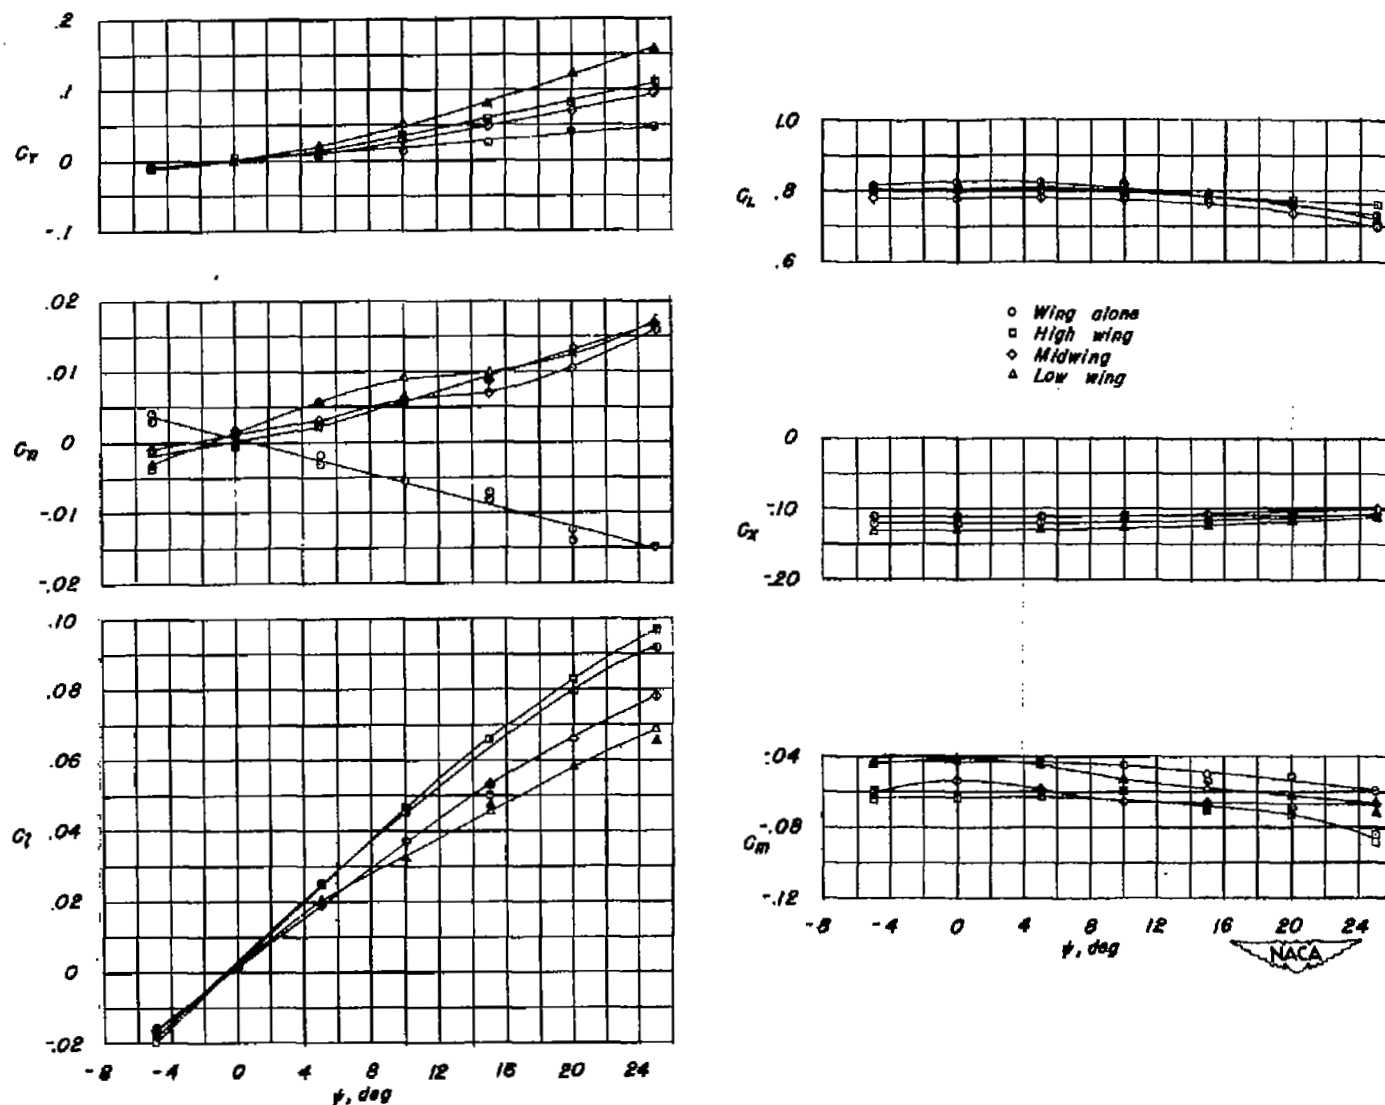 .2
.1
C_Y 0
-.1
.02
.01
C_n 0
-.01
-.02
.10
.08
.06
C_l .04
.02
0
-.02
-8 -4 0 4 8 12 16 20 24
ψ, deg
1.0
C_L .8
.6
○ Wing alone
□ High wing
◇ Midwing
△ Low wing
0
C_X -.10
-.20
-.04
C_m -.08
-.12
-8 -4 0 4 8 12 16 20 24
ψ, deg
NACA